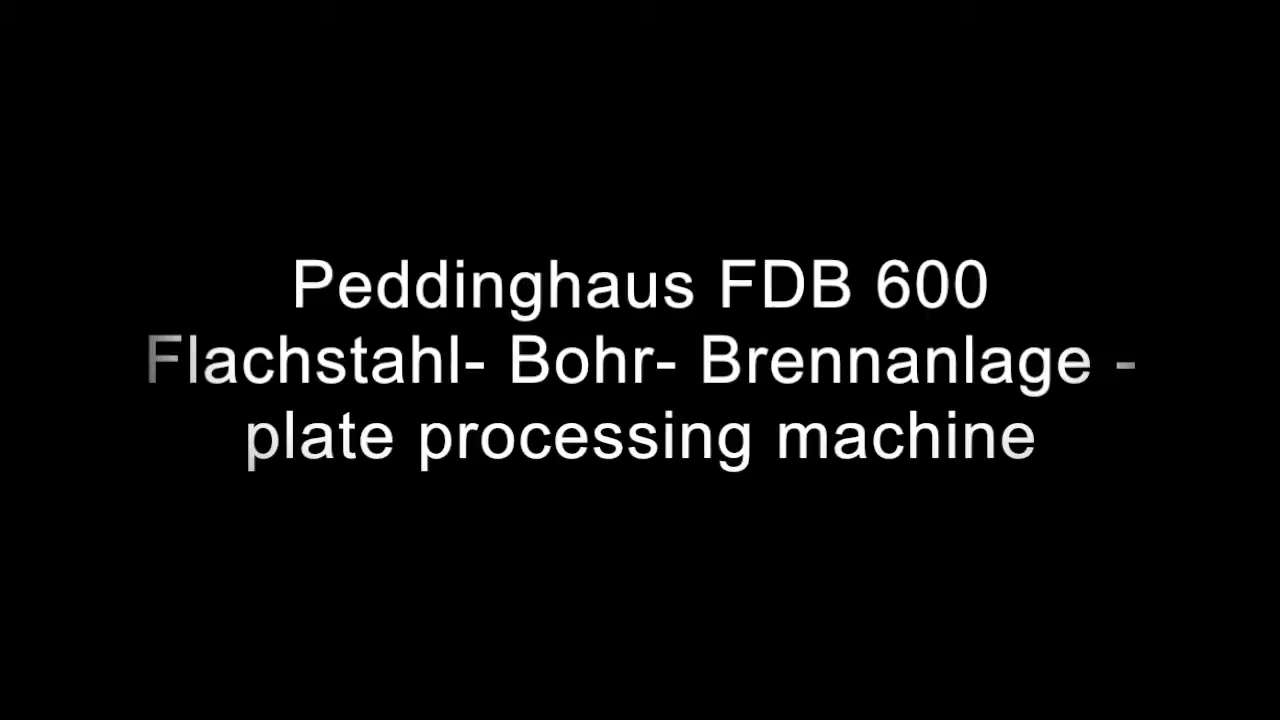 Peddinghaus FDB 600
Flachstahl- Bohr- Brennanlage -
plate processing machine